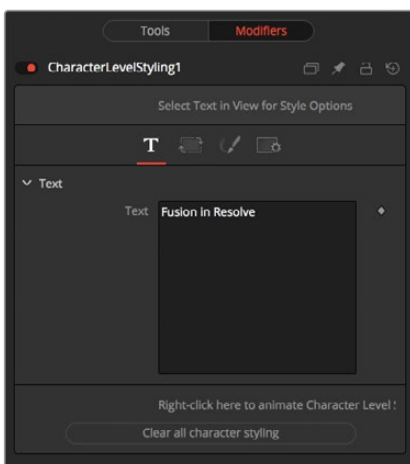 Tools Modifiers
CharacterLevelStyling1
Select Text in View for Style Options
T
Text
Text Fusion in Resolve
Right-click here to animate Character Level
Clear all character styling